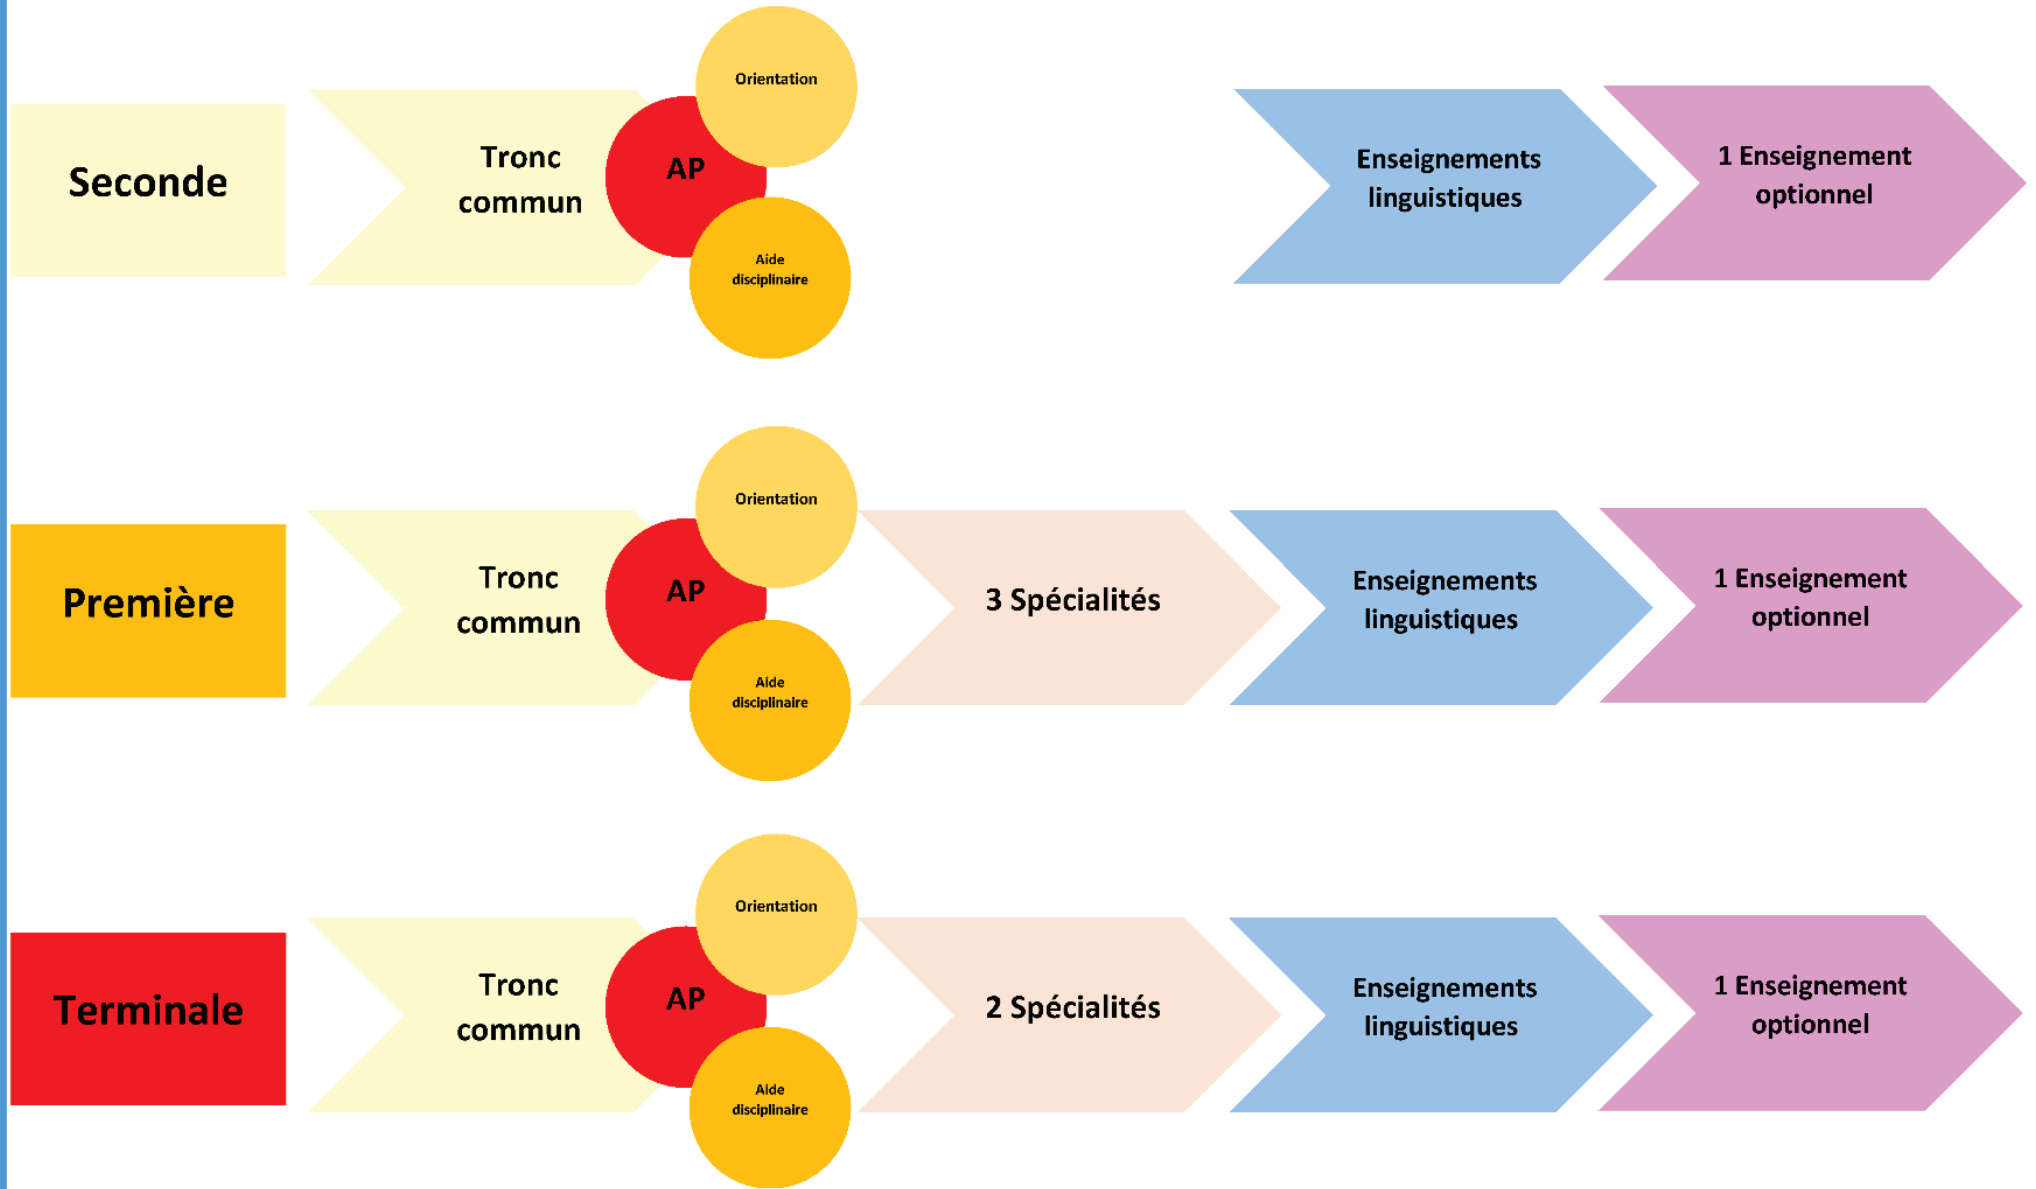 Seconde
Tronc
commun
AP
Orientation
Aide
disciplinaire
Enseignements
linguistiques
1 Enseignement
optionnel
Première
Tronc
commun
AP
Orientation
Aide
disciplinaire
3 Spécialités
Enseignements
linguistiques
1 Enseignement
optionnel
Terminale
Tronc
commun
AP
Orientation
Aide
disciplinaire
2 Spécialités
Enseignements
linguistiques
1 Enseignement
optionnel